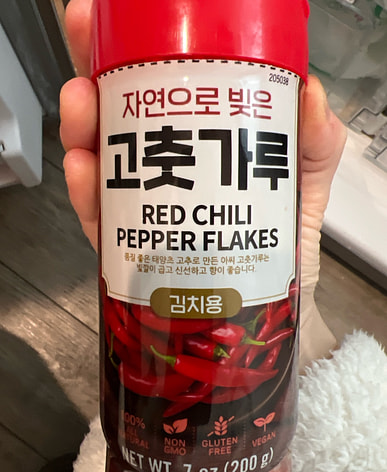 205038
자연으로 빚은
고춧가루
RED CHILI
PEPPER FLAKES
품질 좋은 태양초 고추로 만든 아씨 고춧가루는
빛깔이 곱고 신선하고 향이 좋습니다.
김치용
100%
NATURAL
NON
GMO
GLUTEN
FREE
VEGAN
NET WT. 7 oz (200 g)